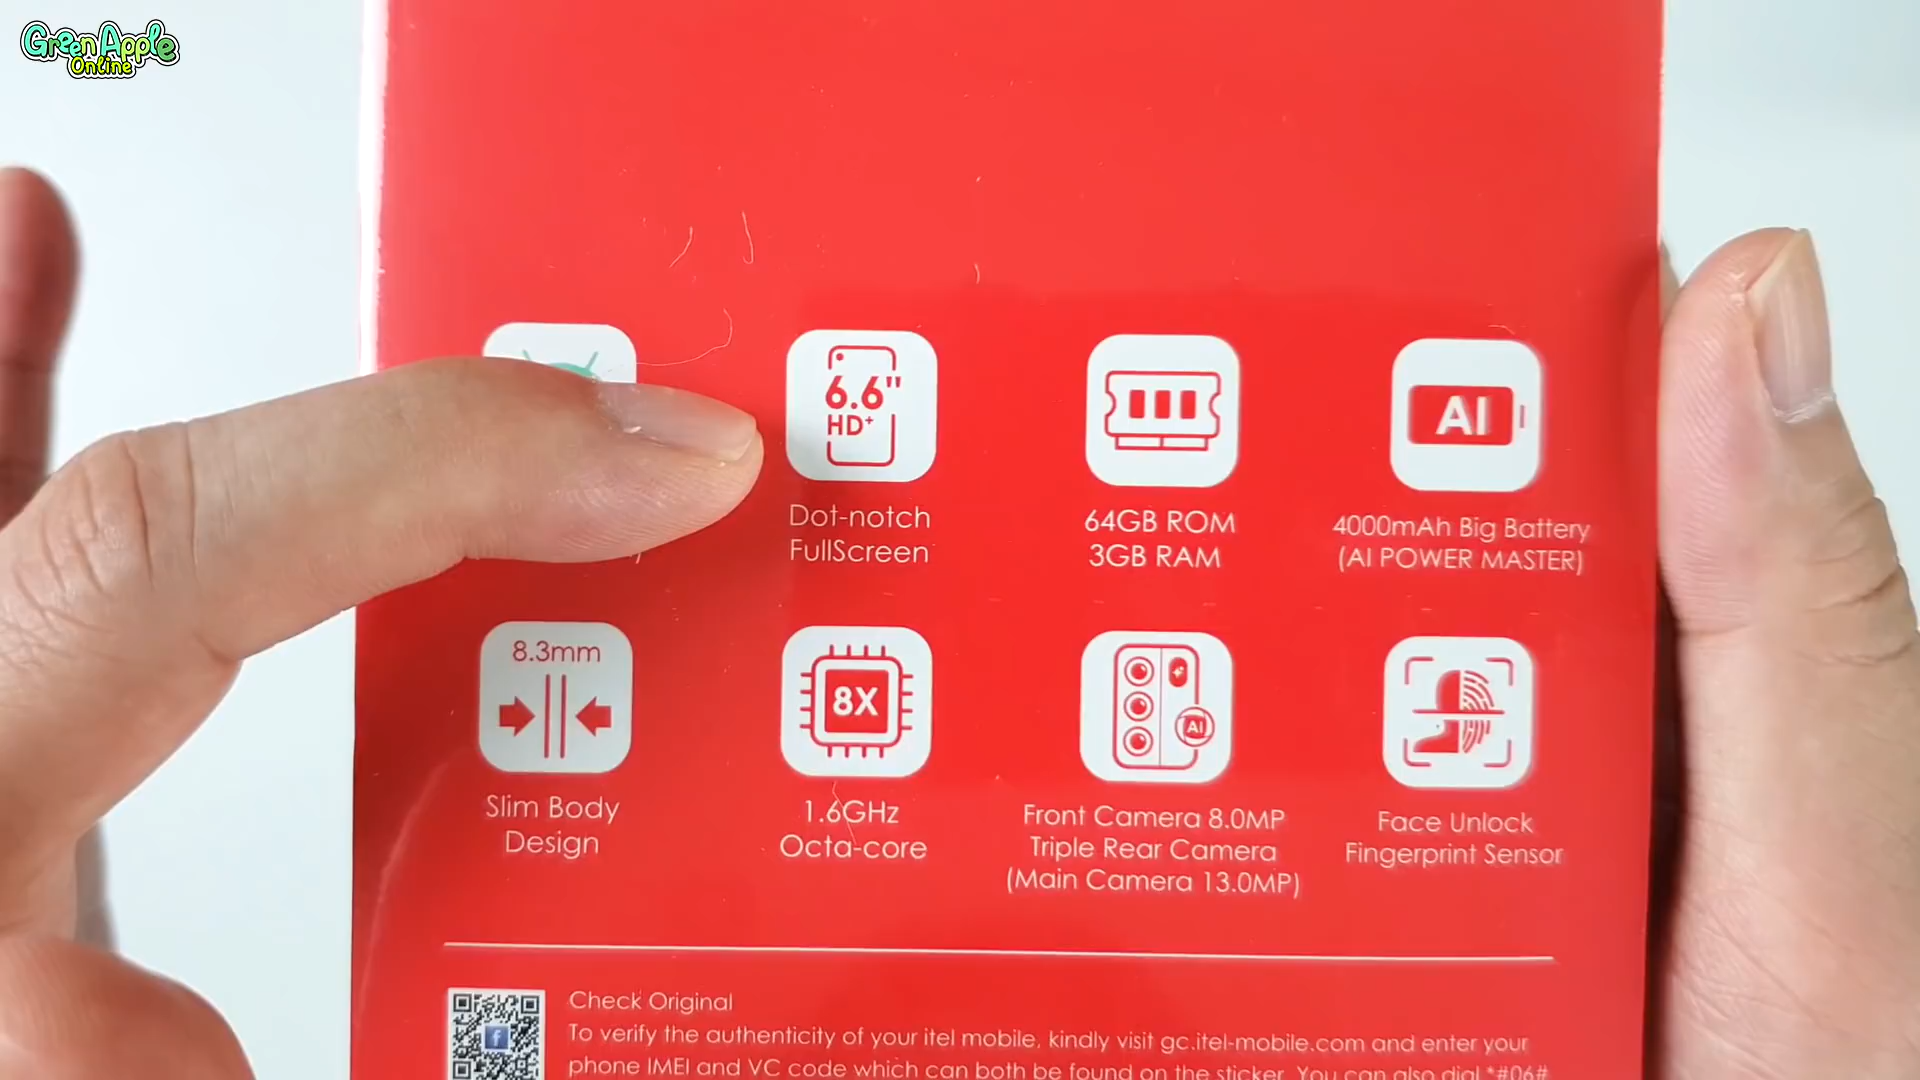 GreenApple
Online
6.6"
HD+
AI
Dot-notch
FullScreen
64GB ROM
3GB RAM
4000mAh Big Battery
(AI POWER MASTER)
8.3mm
8X
AI
Slim Body
Design
1.6GHz
Octa-core
Front Camera 8.0MP
Triple Rear Camera
(Main Camera 13.0MP)
Face Unlock
Fingerprint Sensor
Check Original
To verify the authenticity of your itel mobile, kindly visit gc.itel-mobile.com and enter your
phone IMEI and VC code which can both be found on the sticker. You can also dial *#06#